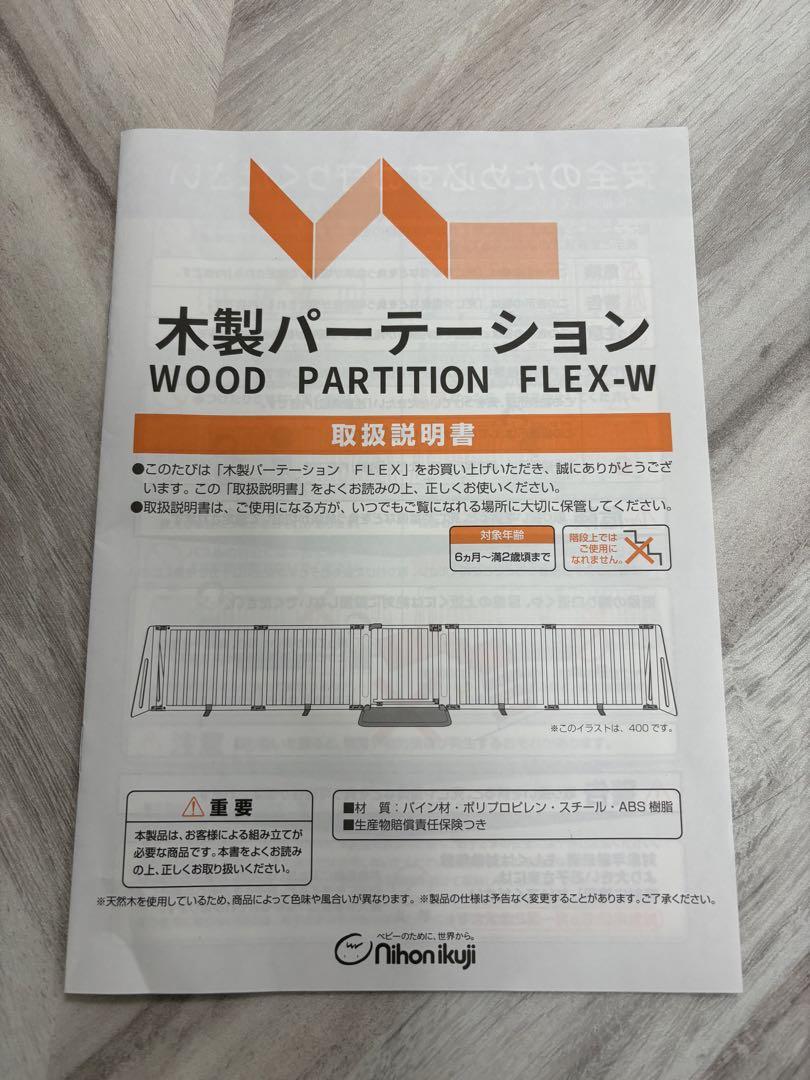 木製パーテーション
WOOD PARTITION FLEX-W
取扱説明書
●このたびは「木製パーテーション FLEX」をお買い上げいただき、誠にありがとうござ
います。この「取扱説明書」をよくお読みの上、正しくお使いください。
●取扱説明書は、ご使用になる方が、いつでもご覧になれる場所に大切に保管してください。
対象年齢
6ヵ月〜満2歳頃まで
階段上では
ご使用に
なれません。
※このイラストは、400です。
重要
本製品は、お客様による組み立てが
必要な商品です。本書をよくお読み
の上、正しくお取り扱いください。
■材 質:パイン材・ポリプロピレン・スチール・ABS樹脂
■生産物賠償責任保険つき
※天然木を使用しているため、商品によって色味や風合いが異なります。※製品の仕様は予告なく変更することがあります。ご了承ください。
ベビーのために、世界から。
nihon ikuji